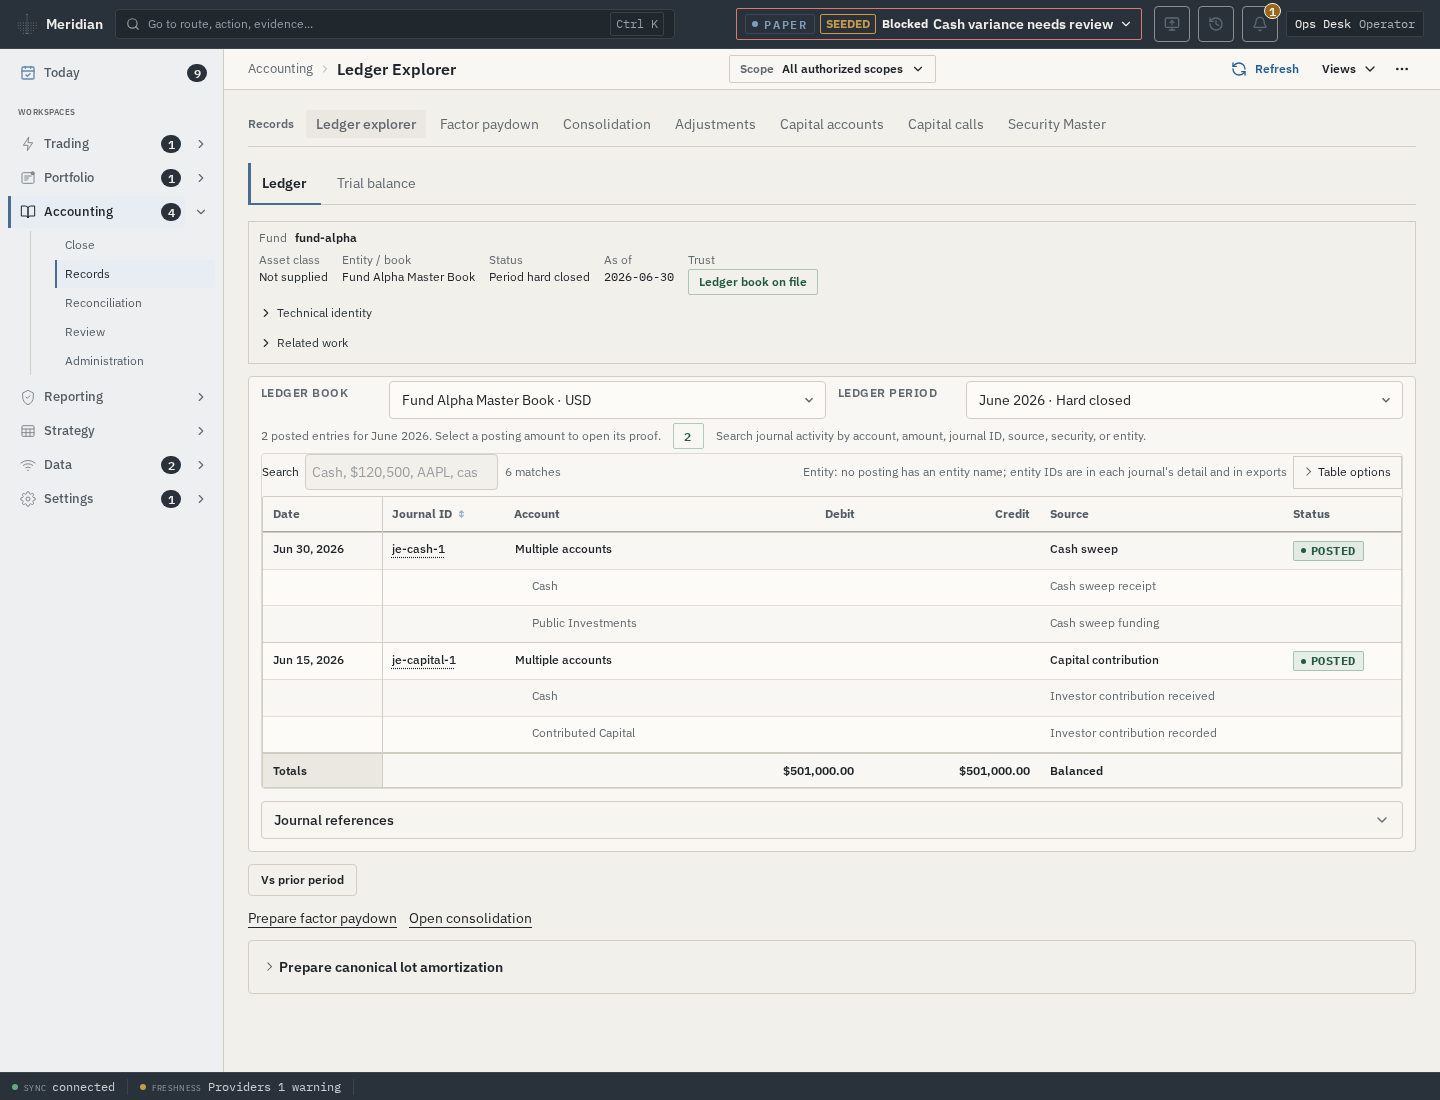 Meridian
Go to route, action, evidence...
Ctrl K
PAPER
SEEDED
Blocked Cash variance needs review
1
Ops Desk Operator
Today
9
WORKSPACES
Trading
1
Portfolio
1
Accounting
4
Close
Records
Reconciliation
Review
Administration
Reporting
Strategy
Data
2
Settings
1
Accounting
Ledger Explorer
Scope All authorized scopes
Refresh
Views
Records
Ledger explorer
Factor paydown
Consolidation
Adjustments
Capital accounts
Capital calls
Security Master
Ledger
Trial balance
Fund fund-alpha
Asset class Entity / book Status As of Trust
Not supplied Fund Alpha Master Book Period hard closed 2026-06-30 Ledger book on file
Technical identity
Related work
LEDGER BOOK
Fund Alpha Master Book · USD
LEDGER PERIOD
June 2026 · Hard closed
2 posted entries for June 2026. Select a posting amount to open its proof.
2
Search journal activity by account, amount, journal ID, source, security, or entity.
Search
Cash, $120,500, AAPL, cas
6 matches
Entity: no posting has an entity name; entity IDs are in each journal's detail and in exports
Table options
Date Journal ID Account Debit Credit Source Status
Jun 30, 2026 je-cash-1 Multiple accounts Cash sweep POSTED
Cash Cash sweep receipt
Public Investments Cash sweep funding
Jun 15, 2026 je-capital-1 Multiple accounts Capital contribution POSTED
Cash Investor contribution received
Contributed Capital Investor contribution recorded
Totals $501,000.00 $501,000.00 Balanced
Journal references
Vs prior period
Prepare factor paydown
Open consolidation
Prepare canonical lot amortization
SYNC connected
FRESHNESS Providers 1 warning